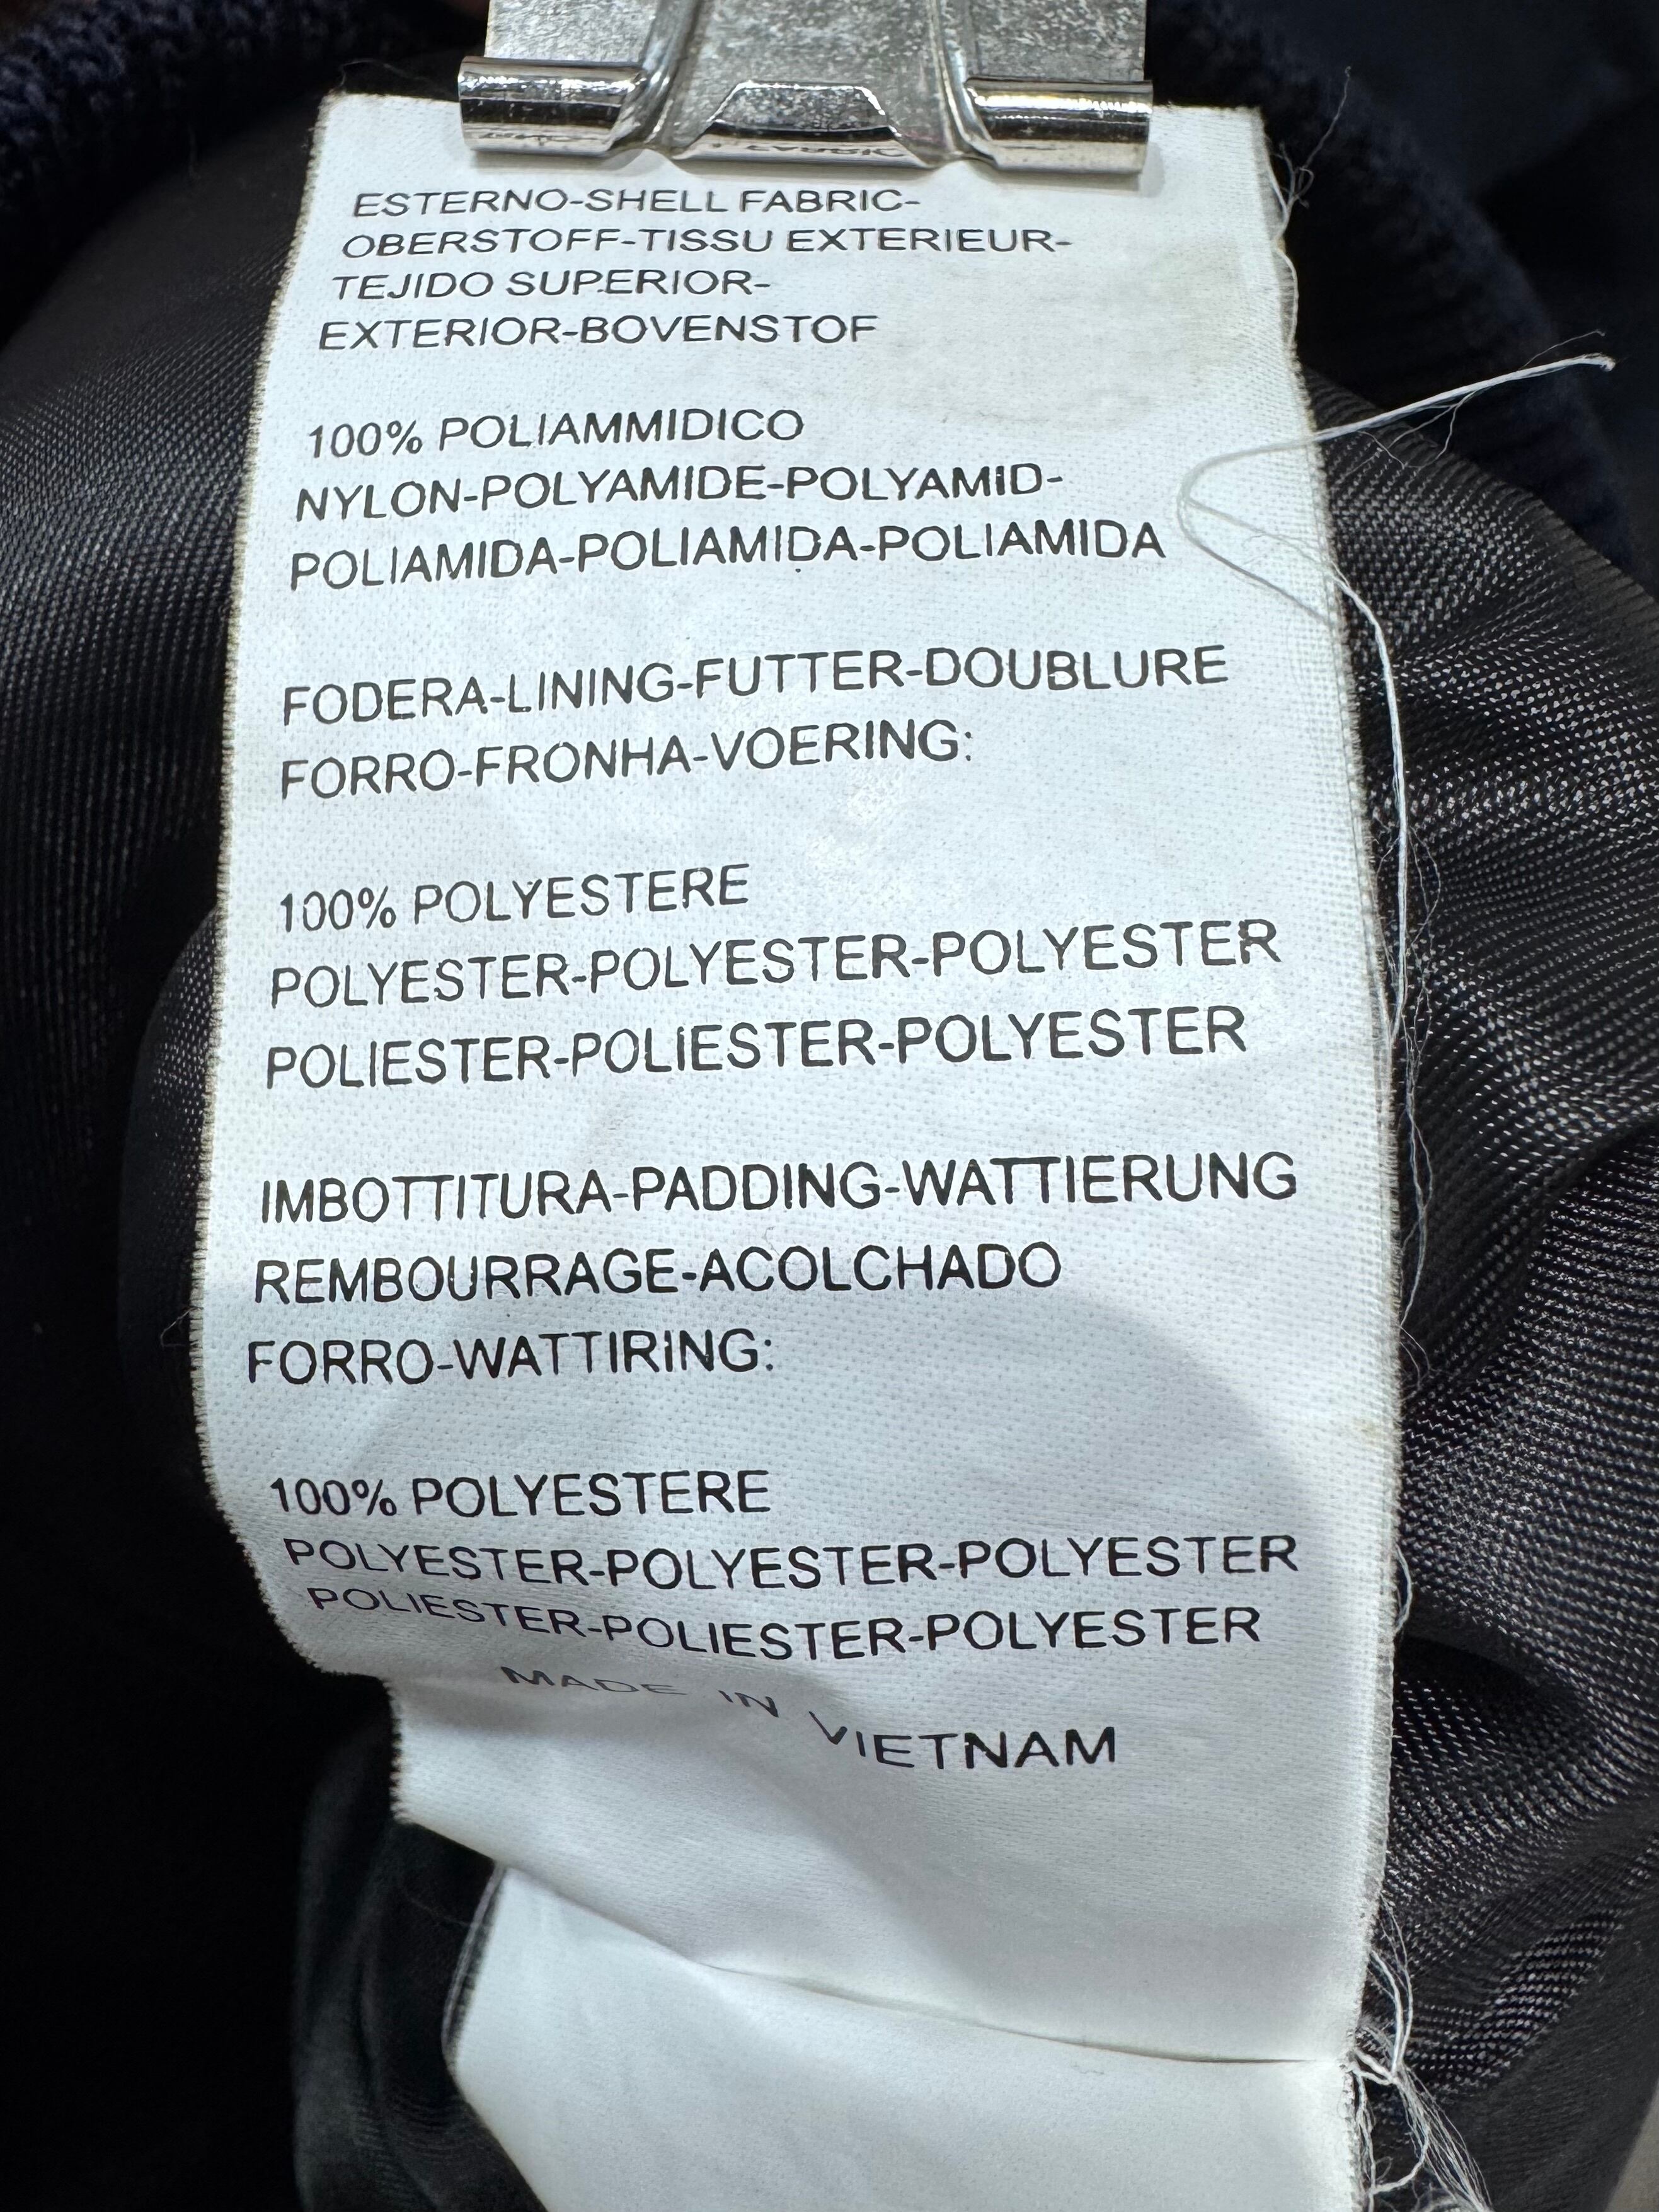 ESTERNO-SHELL FABRIC-
OBERSTOFF-TISSU EXTERIEUR-
TEJIDO SUPERIOR-
EXTERIOR-BOVENSTOF
100% POLIAMMIDICO
NYLON-POLYAMIDE-POLYAMID-
POLIAMIDA-POLIAMIDA-POLIAMIDA
FODERA-LINING-FUTTER-DOUBLURE
FORRO-FRONHA-VOERING:
100% POLYESTERE
POLYESTER-POLYESTER-POLYESTER
POLIESTER-POLIESTER-POLYESTER
IMBOTTITURA-PADDING-WATTIERUNG
REMBOURRAGE-ACOLCHADO
FORRO-WATTIRING:
100% POLYESTERE
POLYESTER-POLYESTER-POLYESTER
POLIESTER-POLIESTER-POLYESTER
MADE IN VIETNAM